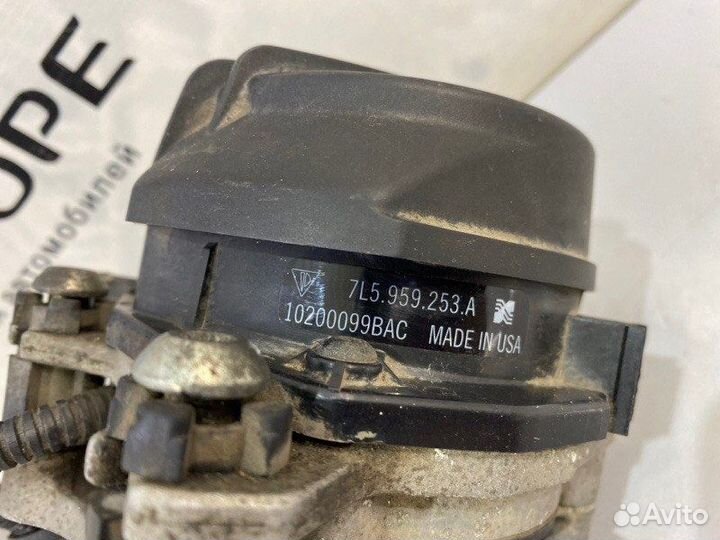 OPE
автомобилей
7L5.959.253.A
10200099BAC MADE IN USA
Avito